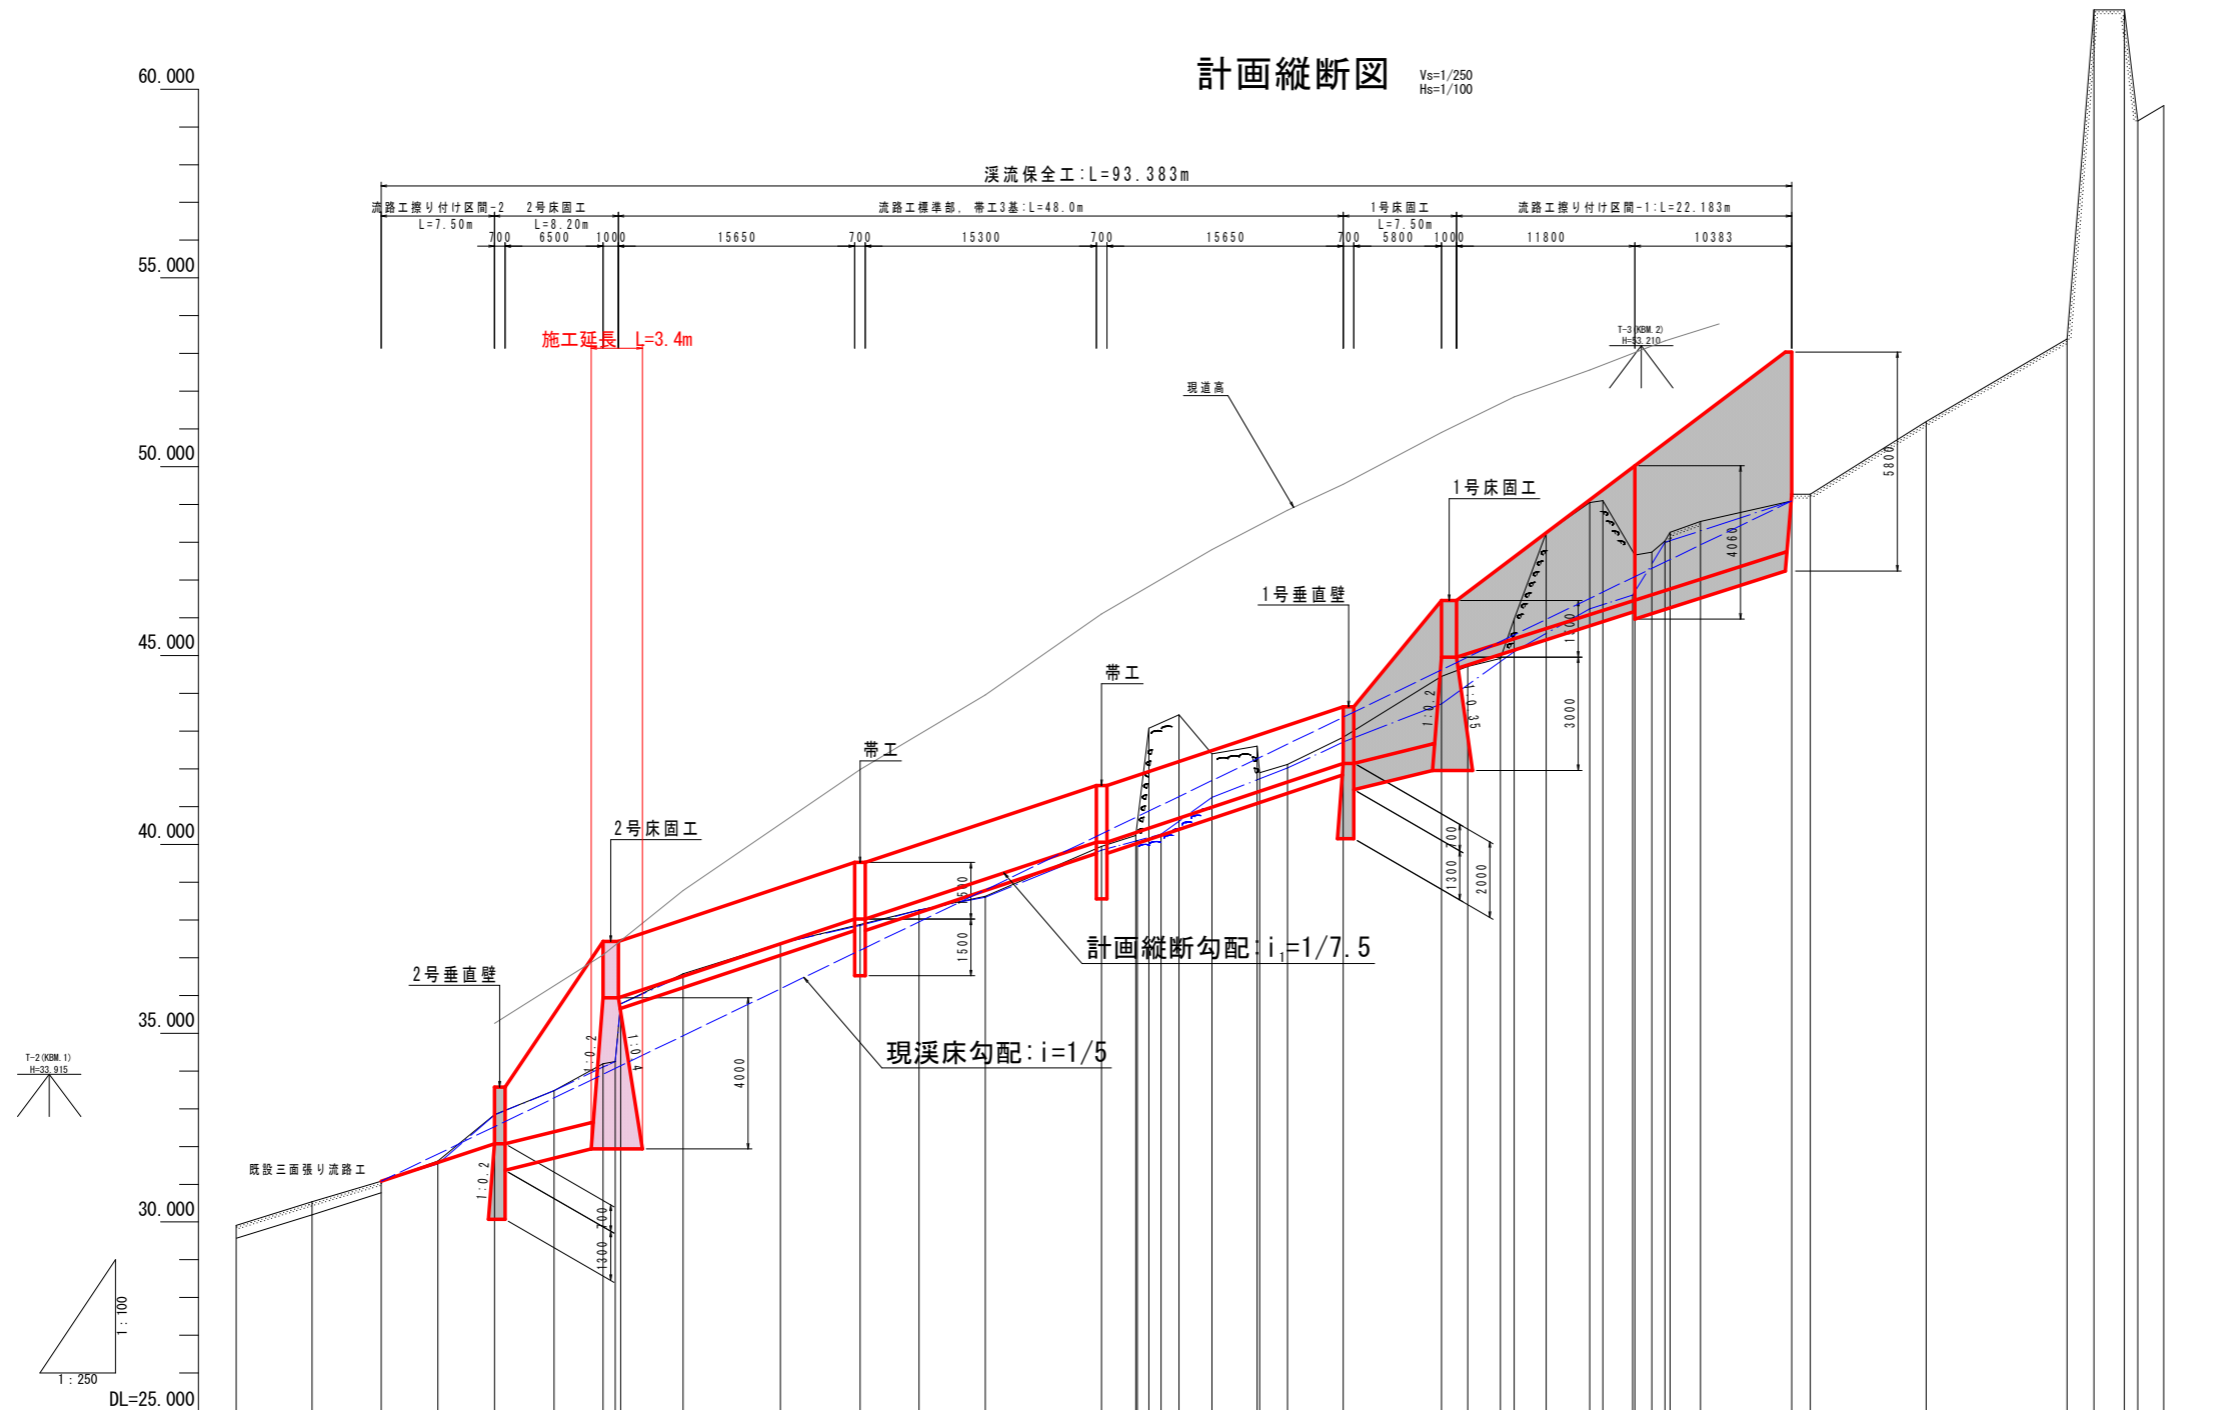 計画縦断図
Vs=1/250
Hs=1/100
60.000
55.000
50.000
45.000
40.000
35.000
30.000
DL=25.000
渓流保全工:L=93.383m
流路工擦り付け区間-2
L=7.50m
2号床固工
L=8.20m
流路工標準部, 帯工3基:L=48.0m
1号床固工
L=7.50m
流路工擦り付け区間-1:L=22.183m
700
6500
1000
15650
700
15300
700
15650
700
5800
1000
11800
10383
施工延長 L=3.4m
T-3(KBM.2)
H=53.210
現道高
5800
4060
1号床固工
1号垂直壁
1:0.2
1:0.35
3000
帯工
帯工
2号床固工
1500
700
1300
2000
計画縦断勾配:i1=1/7.5
2号垂直壁
1:0.2
1:0.4
4000
現渓床勾配:i=1/5
T-2(KBM.1)
H=33.915
既設三面張り流路工
1:0.2
700
1300
1:100
1:250